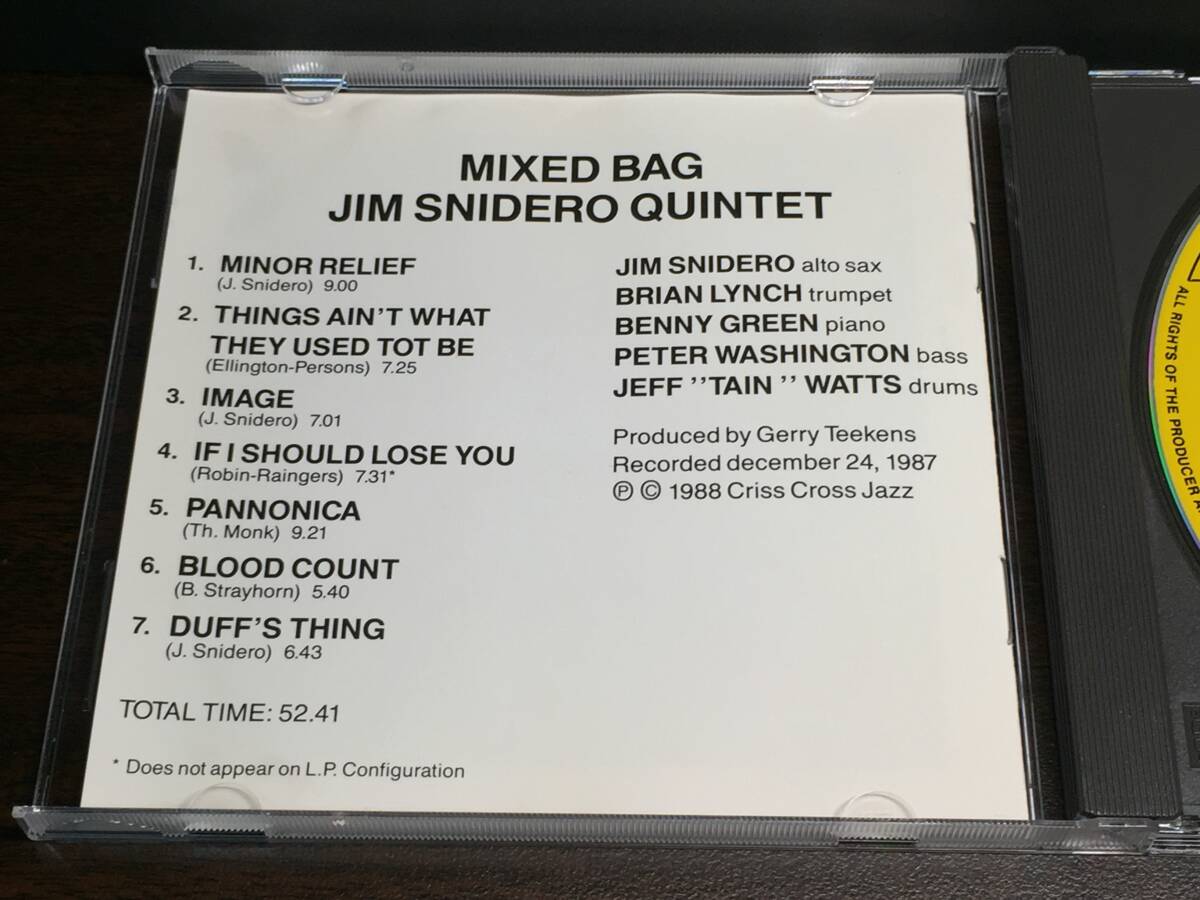 MIXED BAG
JIM SNIDERO QUINTET
1. MINOR RELIEF
(J. Snidero) 9.00
2. THINGS AIN'T WHAT
THEY USED TOT BE
(Ellington-Persons) 7.25
3. IMAGE
(J. Snidero) 7.01
4. IF I SHOULD LOSE YOU
(Robin-Raingers) 7.31*
5. PANNONICA
(Th. Monk) 9.21
6. BLOOD COUNT
(B. Strayhorn) 5.40
7. DUFF'S THING
(J. Snidero) 6.43
TOTAL TIME: 52.41
* Does not appear on L.P. Configuration
JIM SNIDERO alto sax
BRIAN LYNCH trumpet
BENNY GREEN piano
PETER WASHINGTON bass
JEFF "TAIN" WATTS drums
Produced by Gerry Teekens
Recorded december 24, 1987
℗ © 1988 Criss Cross Jazz
ALL RIGHTS OF THE PRODUCER